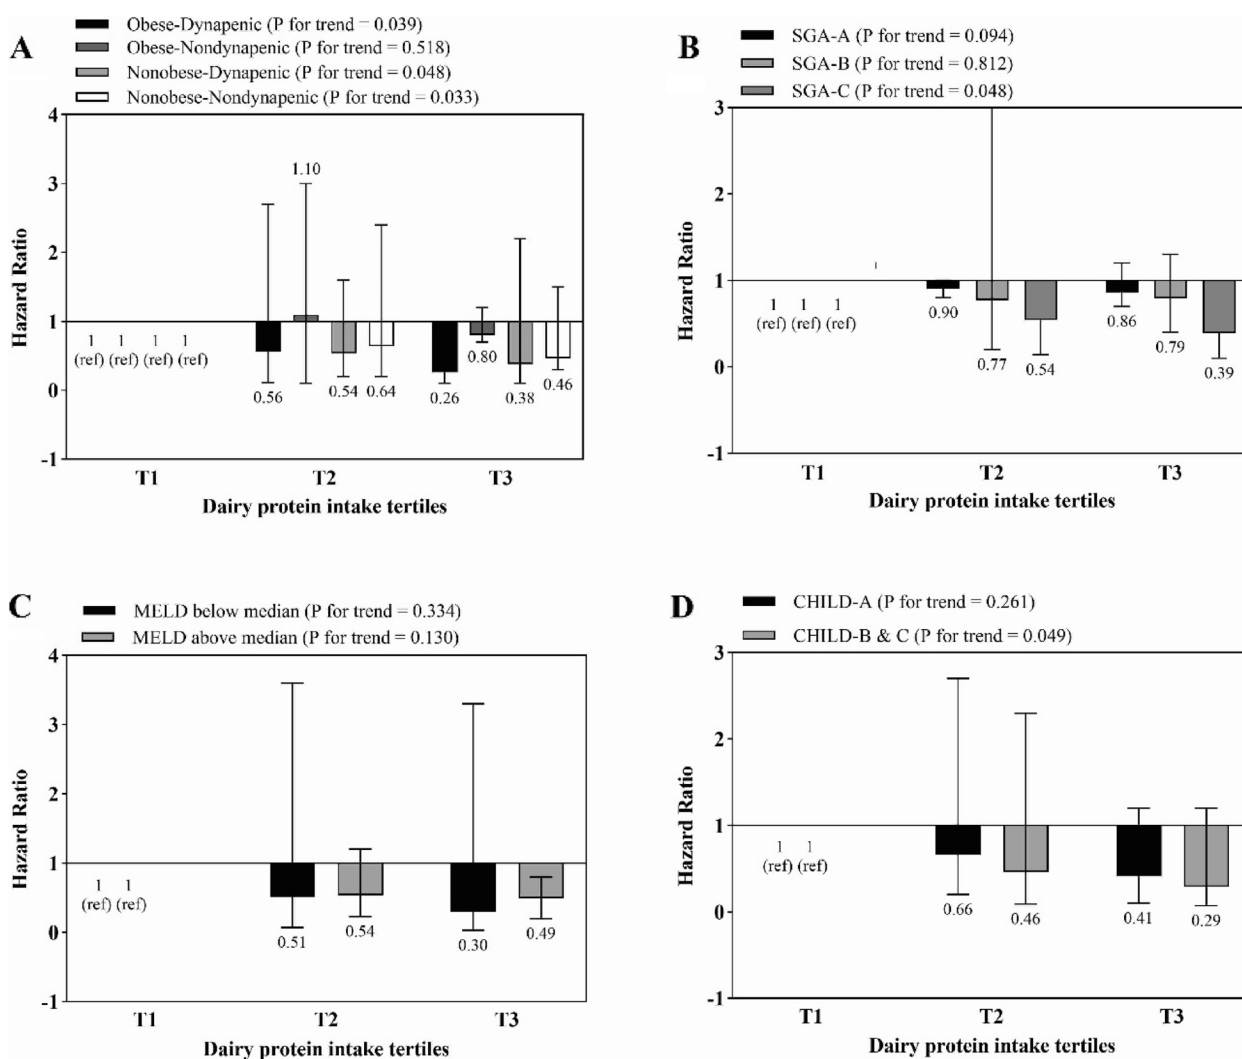 A
Obese-Dynapenic (P for trend = 0.039)
Obese-Nondynapenic (P for trend = 0.518)
Nonobese-Dynapenic (P for trend = 0.048)
Nonobese-Nondynapenic (P for trend = 0.033)
4
3
2
1
0
-1
Hazard Ratio
1 1 1 1
(ref) (ref) (ref) (ref)
1.10
0.56
0.54
0.64
0.26
0.80
0.38
0.46
T1 T2 T3
Dairy protein intake tertiles
B
SGA-A (P for trend = 0.094)
SGA-B (P for trend = 0.812)
SGA-C (P for trend = 0.048)
3
2
1
0
-1
Hazard Ratio
1 1 1
(ref) (ref) (ref)
0.90
0.77
0.54
0.86
0.79
0.39
T1 T2 T3
Dairy protein intake tertiles
C
MELD below median (P for trend = 0.334)
MELD above median (P for trend = 0.130)
4
3
2
1
0
-1
Hazard Ratio
1 1
(ref) (ref)
0.51
0.54
0.30
0.49
T1 T2 T3
Dairy protein intake tertiles
D
CHILD-A (P for trend = 0.261)
CHILD-B & C (P for trend = 0.049)
3
2
1
0
-1
Hazard Ratio
1 1
(ref) (ref)
0.66
0.46
0.41
0.29
T1 T2 T3
Dairy protein intake tertiles